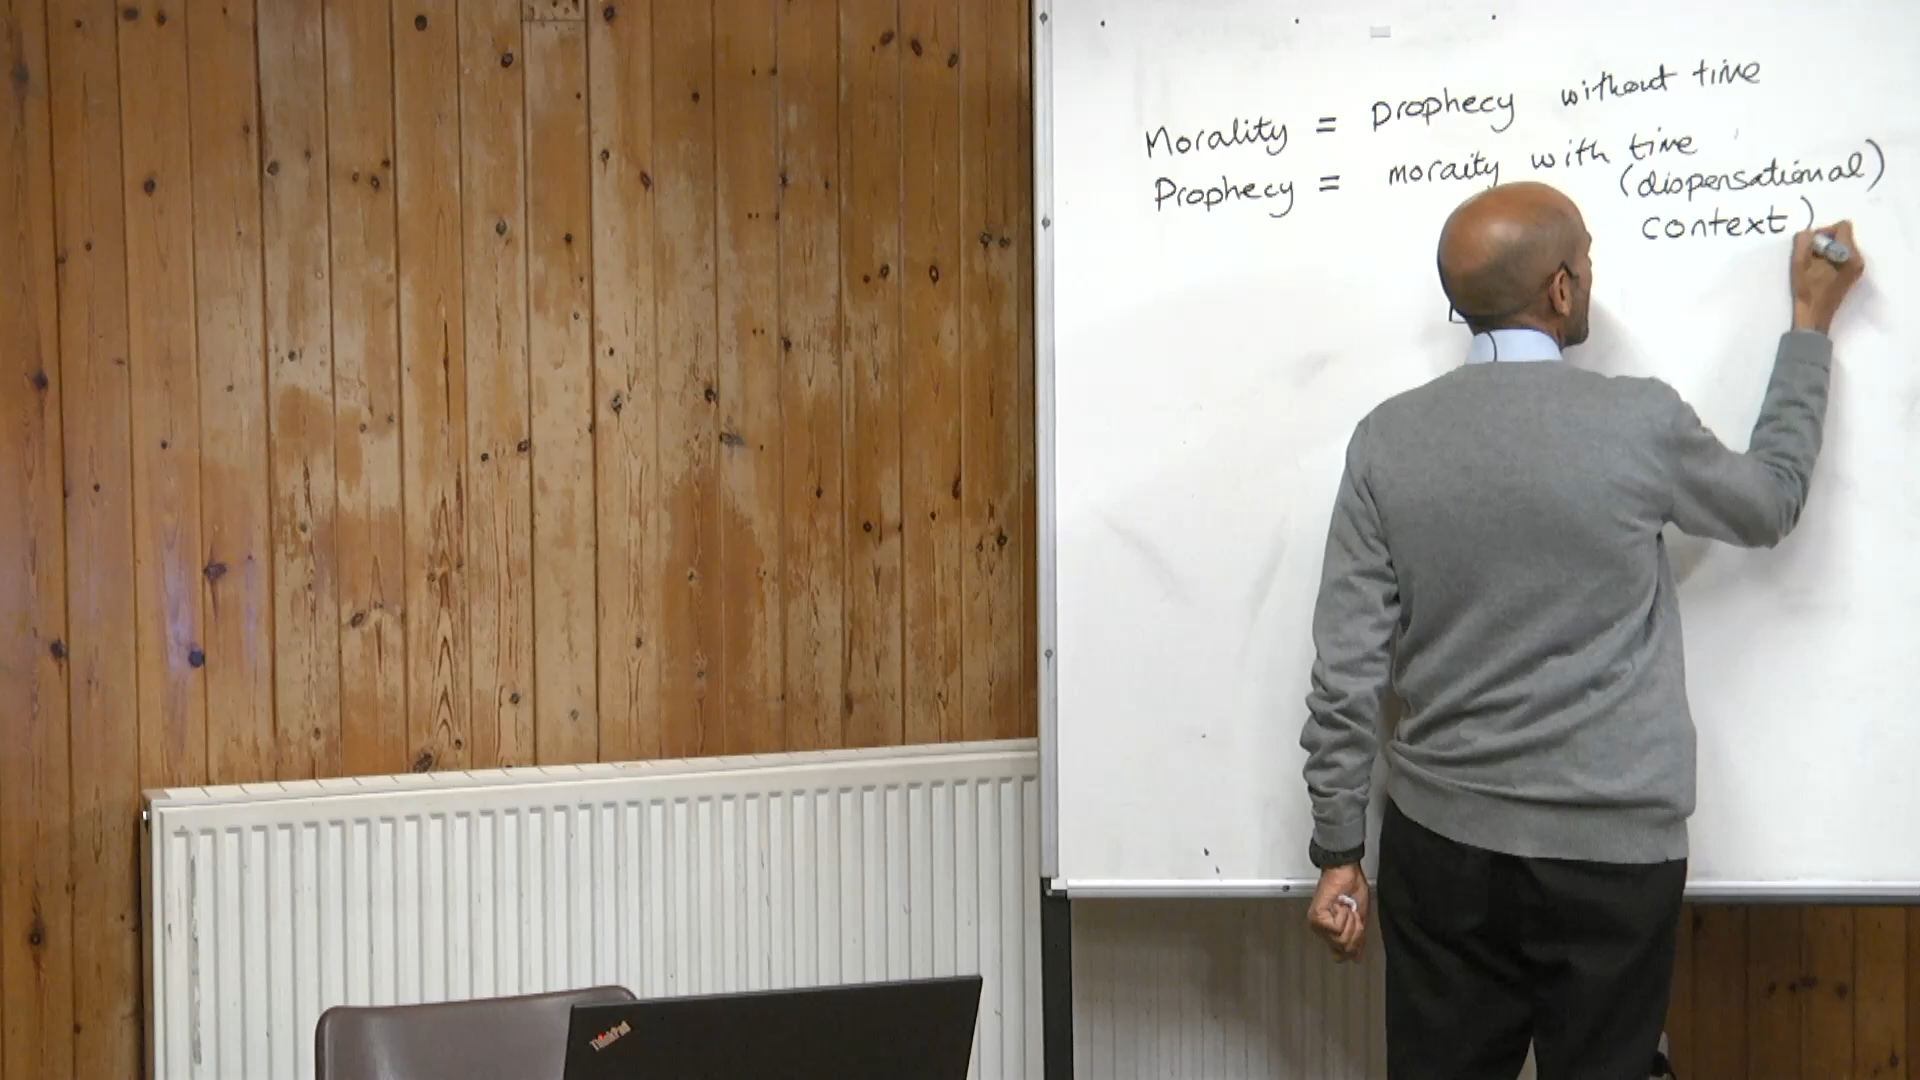 Morality = Prophecy without time
Prophecy = moraity with time
(dispensational)
context)
ThinkPad